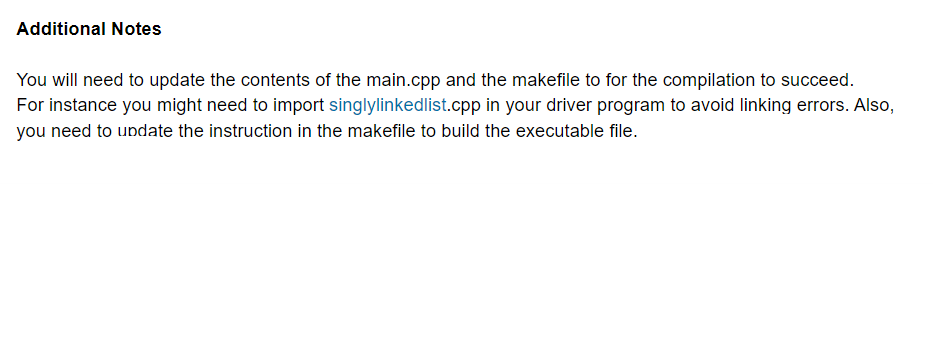 Additional Notes
You will need to update the contents of the main.cpp and the makefile to for the compilation to succeed.
For instance you might need to import singlylinkedlist.cpp in your driver program to avoid linking errors. Also,
you need to update the instruction in the makefile to build the executable file.